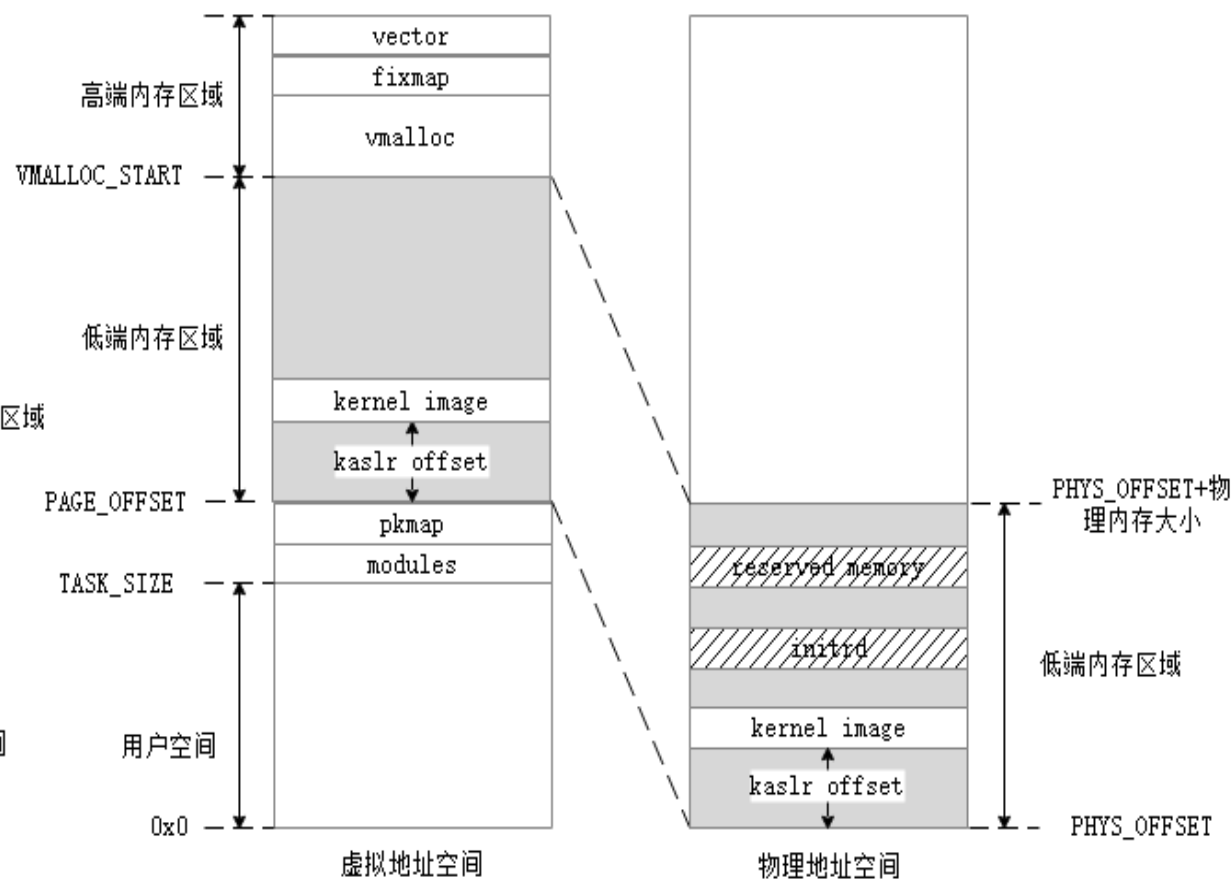 vector
fixmap
高端内存区域
vmalloc
VMALLOC_START
低端内存区域
kernel image
区域
kaslr offset
PAGE_OFFSET
PHYS_OFFSET+物
理内存大小
pkmap
modules
reserved memory
TASK_SIZE
initrd
低端内存区域
kernel image
用户空间
kaslr offset
0x0
PHYS_OFFSET
虚拟地址空间
物理地址空间